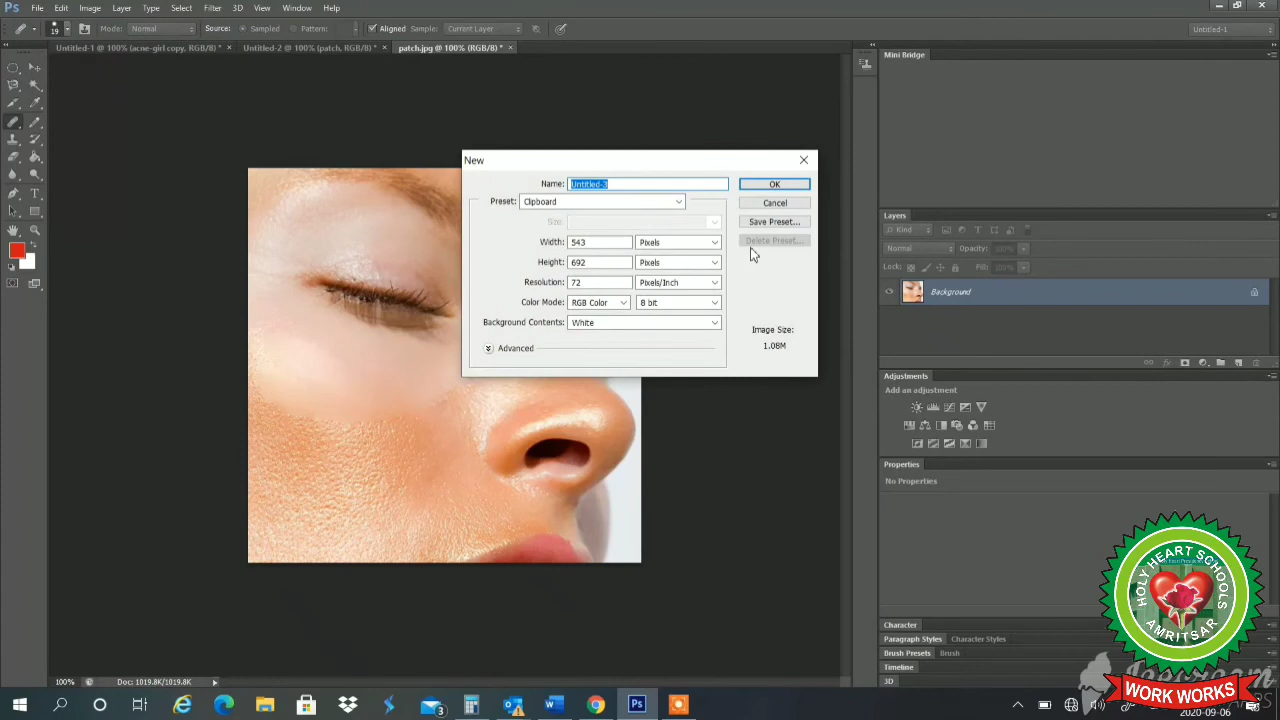 Ps File Edit Image Layer Type Select Filter 3D View Window Help
19 Mode: Normal Source: Sampled Pattern: Aligned Sample: Current Layer Untitled-1
Untitled-1 @ 100% (acne-girl copy, RGB/8) * × Untitled-2 @ 100% (patch, RGB/8) * × patch.jpg @ 100% (RGB/8) * ×
Mini Bridge
New
Name: Untitled-3 OK
Preset: Clipboard Cancel
Size: Save Preset...
Width: 543 Pixels Delete Preset...
Height: 692 Pixels
Resolution: 72 Pixels/Inch
Color Mode: RGB Color 8 bit
Background Contents: White Image Size:
Advanced 1.08M
Layers
Kind
Normal Opacity: 100%
Lock: Fill: 100%
Background
Adjustments
Add an adjustment
Properties
No Properties
HOLY HEART SCHOOLS
AMRITSAR
WORK WORKS
Character
Paragraph Styles Character Styles
Brush Presets Brush
Timeline
3D
100% Doc: 1019.8K/1019.8K
3
2020-09-06